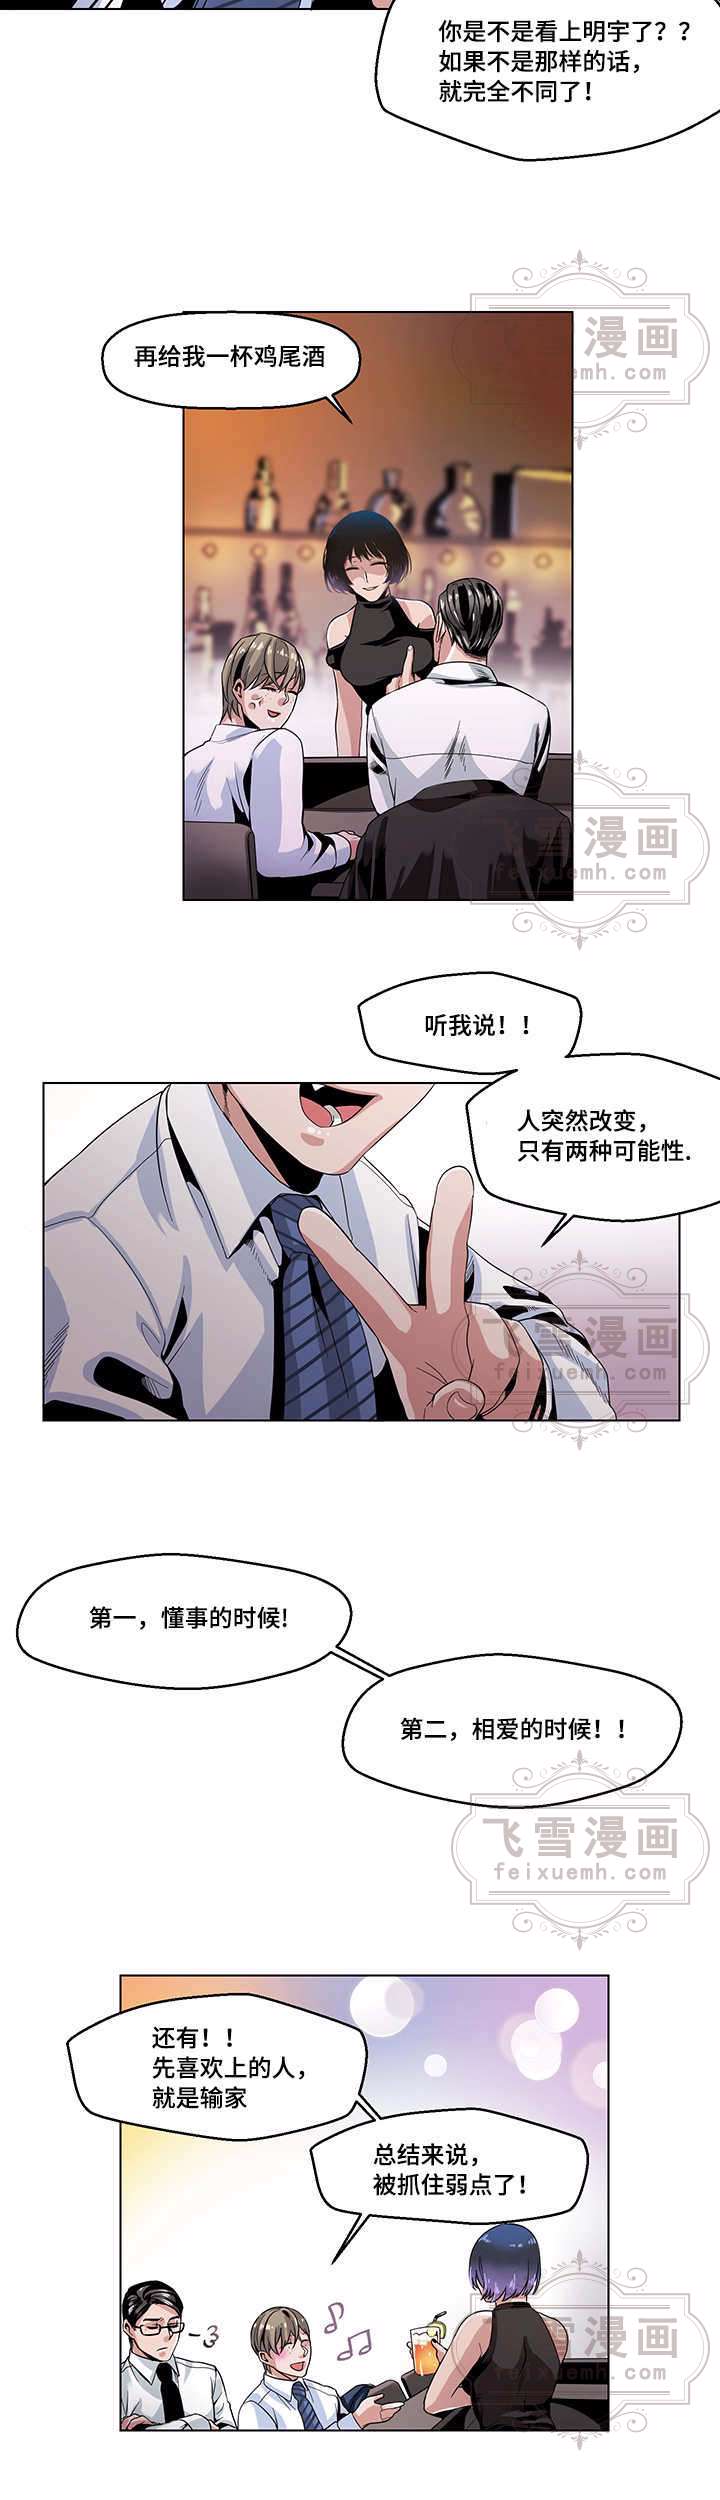 你是不是看上明宇了？？
如果不是那样的话，
就完全不同了！
漫画
uemh.com
再给我一杯鸡尾酒
飞雪漫画
feixuemh.com
听我说！！
人突然改变，
只有两种可能性.
飞雪漫画
feixuemh.com
第一，懂事的时候!
第二，相爱的时候！！
飞雪漫画
feixuemh.com
还有！！
先喜欢上的人，
就是输家
总结来说，
被抓住弱点了！
飞雪漫画
feixuemh.com